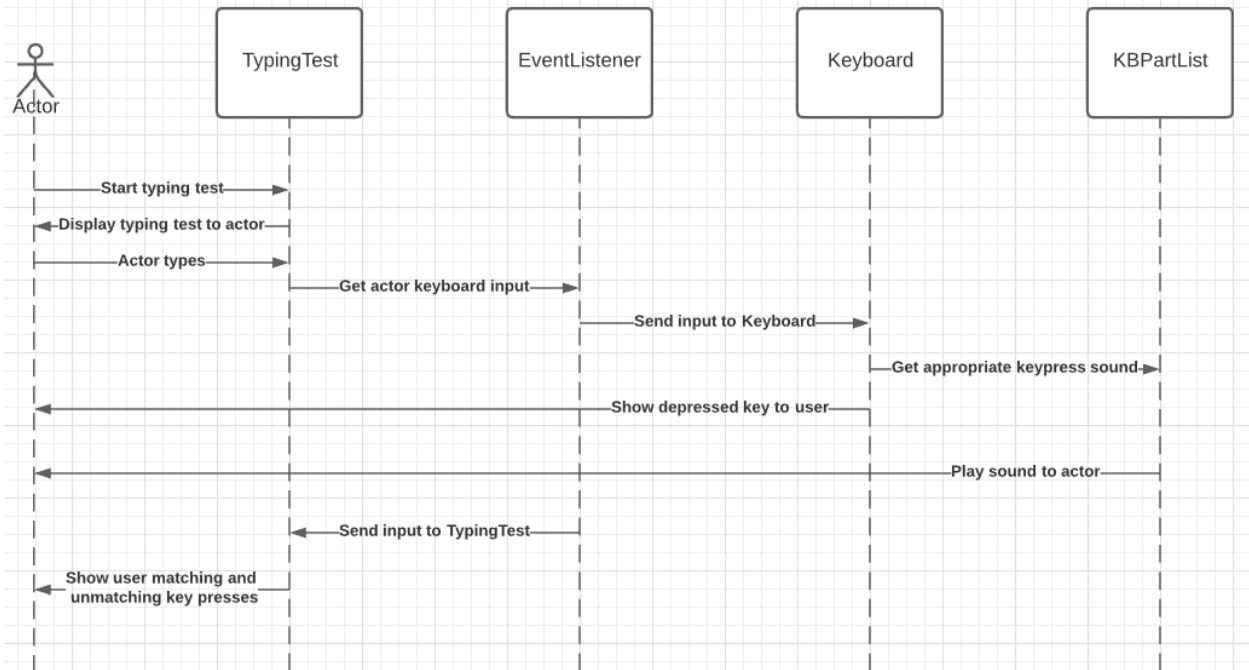 TypingTest
EventListener
Keyboard
KBPartList
Actor
Start typing test
Display typing test to actor
Actor types
Get actor keyboard input
Send input to Keyboard
Get appropriate keypress sound
Show depressed key to user
Play sound to actor
Send input to TypingTest
Show user matching and
unmatching key presses